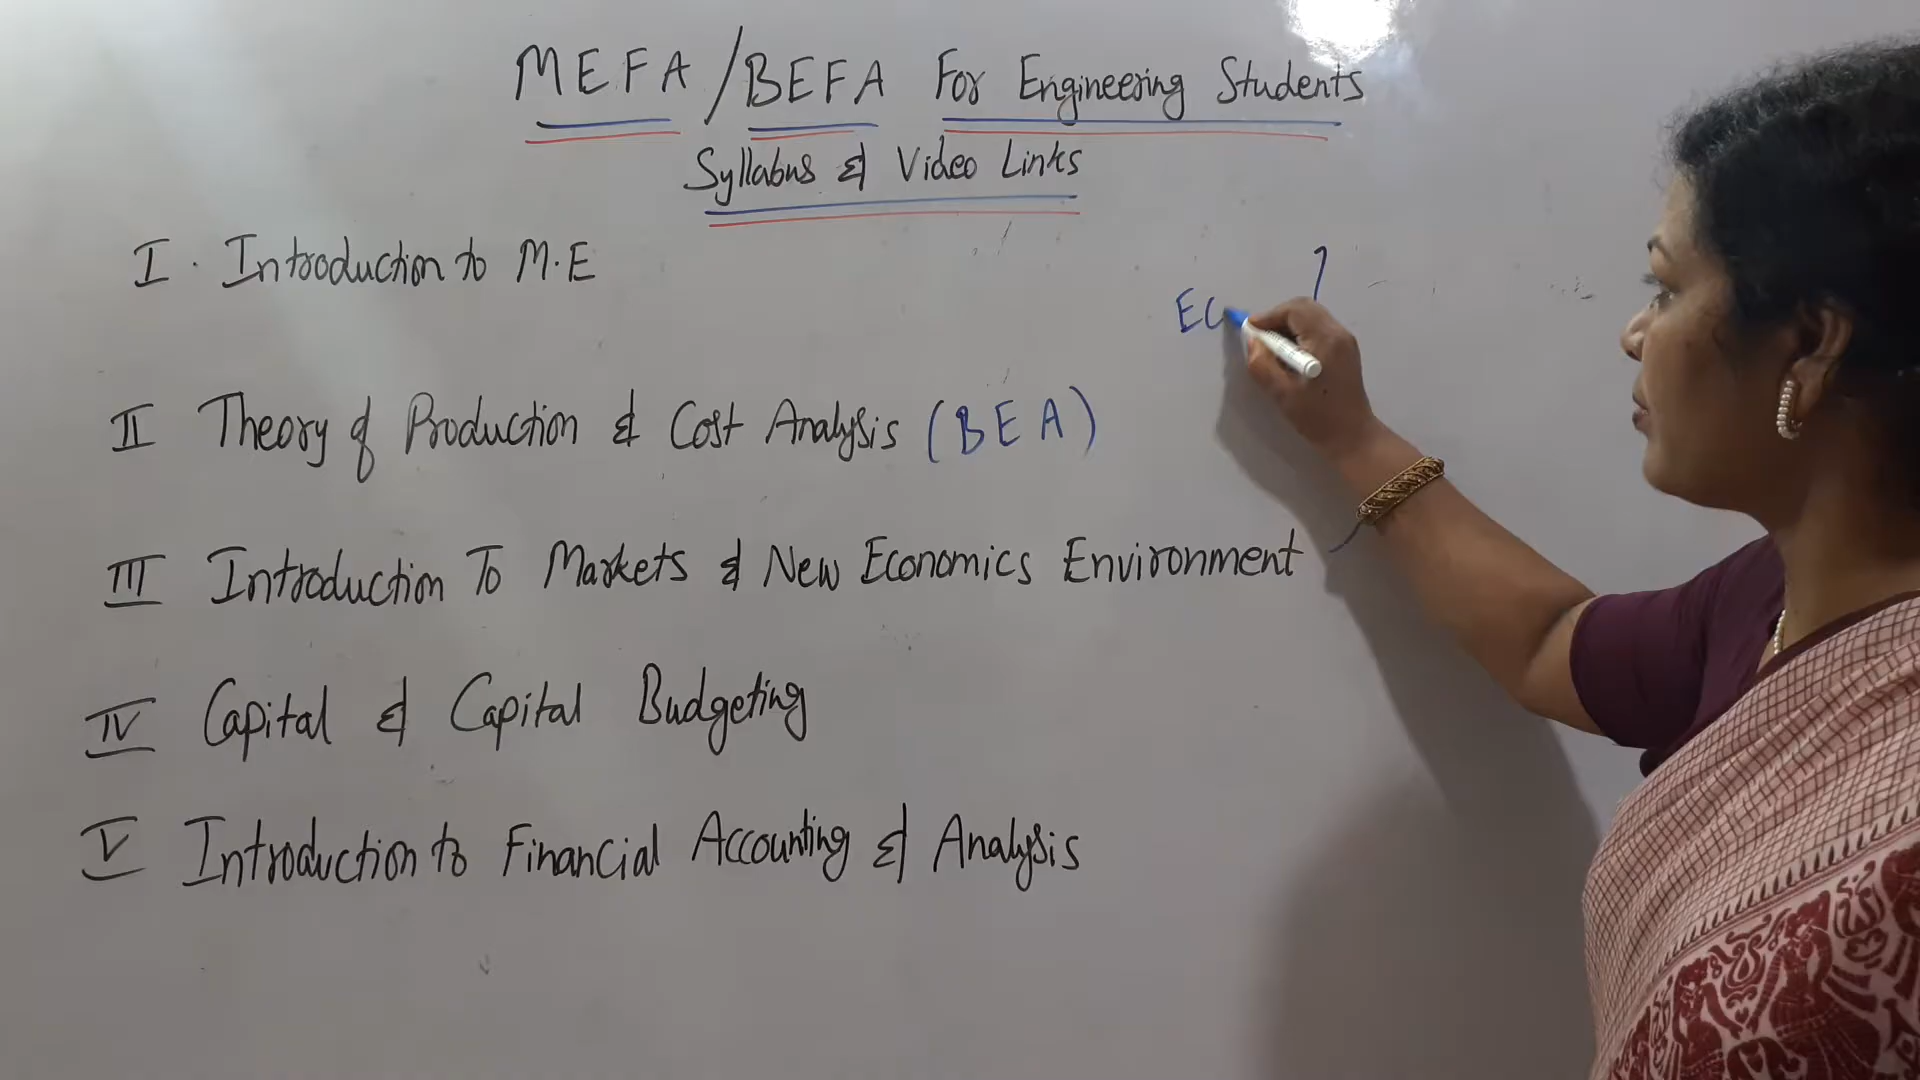 MEFA/BEFA For Engineering Students
Syllabus & Video Links
I. Introduction to M.E
II Theory of Production & Cost Analysis (BEA)
III Introduction To Markets & New Economics Environment
IV Capital & Capital Budgeting
V Introduction to Financial Accounting & Analysis